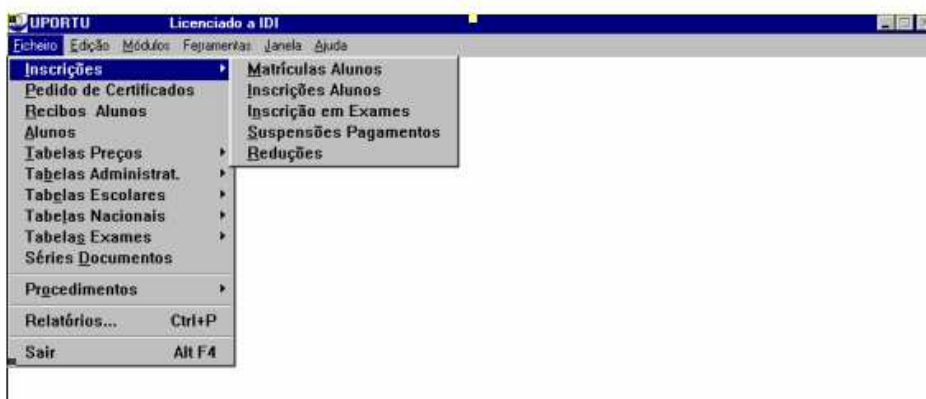 UPORTU Licenciado a IDI
Ficheiro Edição Módulos Ferramentas Janela Ajuda
Inscrições
Pedido de Certificados
Recibos Alunos
Alunos
Tabelas Preços
Tabelas Administrat.
Tabelas Escolares
Tabelas Nacionais
Tabelas Exames
Séries Documentos
Procedimentos
Relatórios... Ctrl+P
Sair Alt F4
Matrículas Alunos
Inscrições Alunos
Inscrição em Exames
Suspensões Pagamentos
Reduções